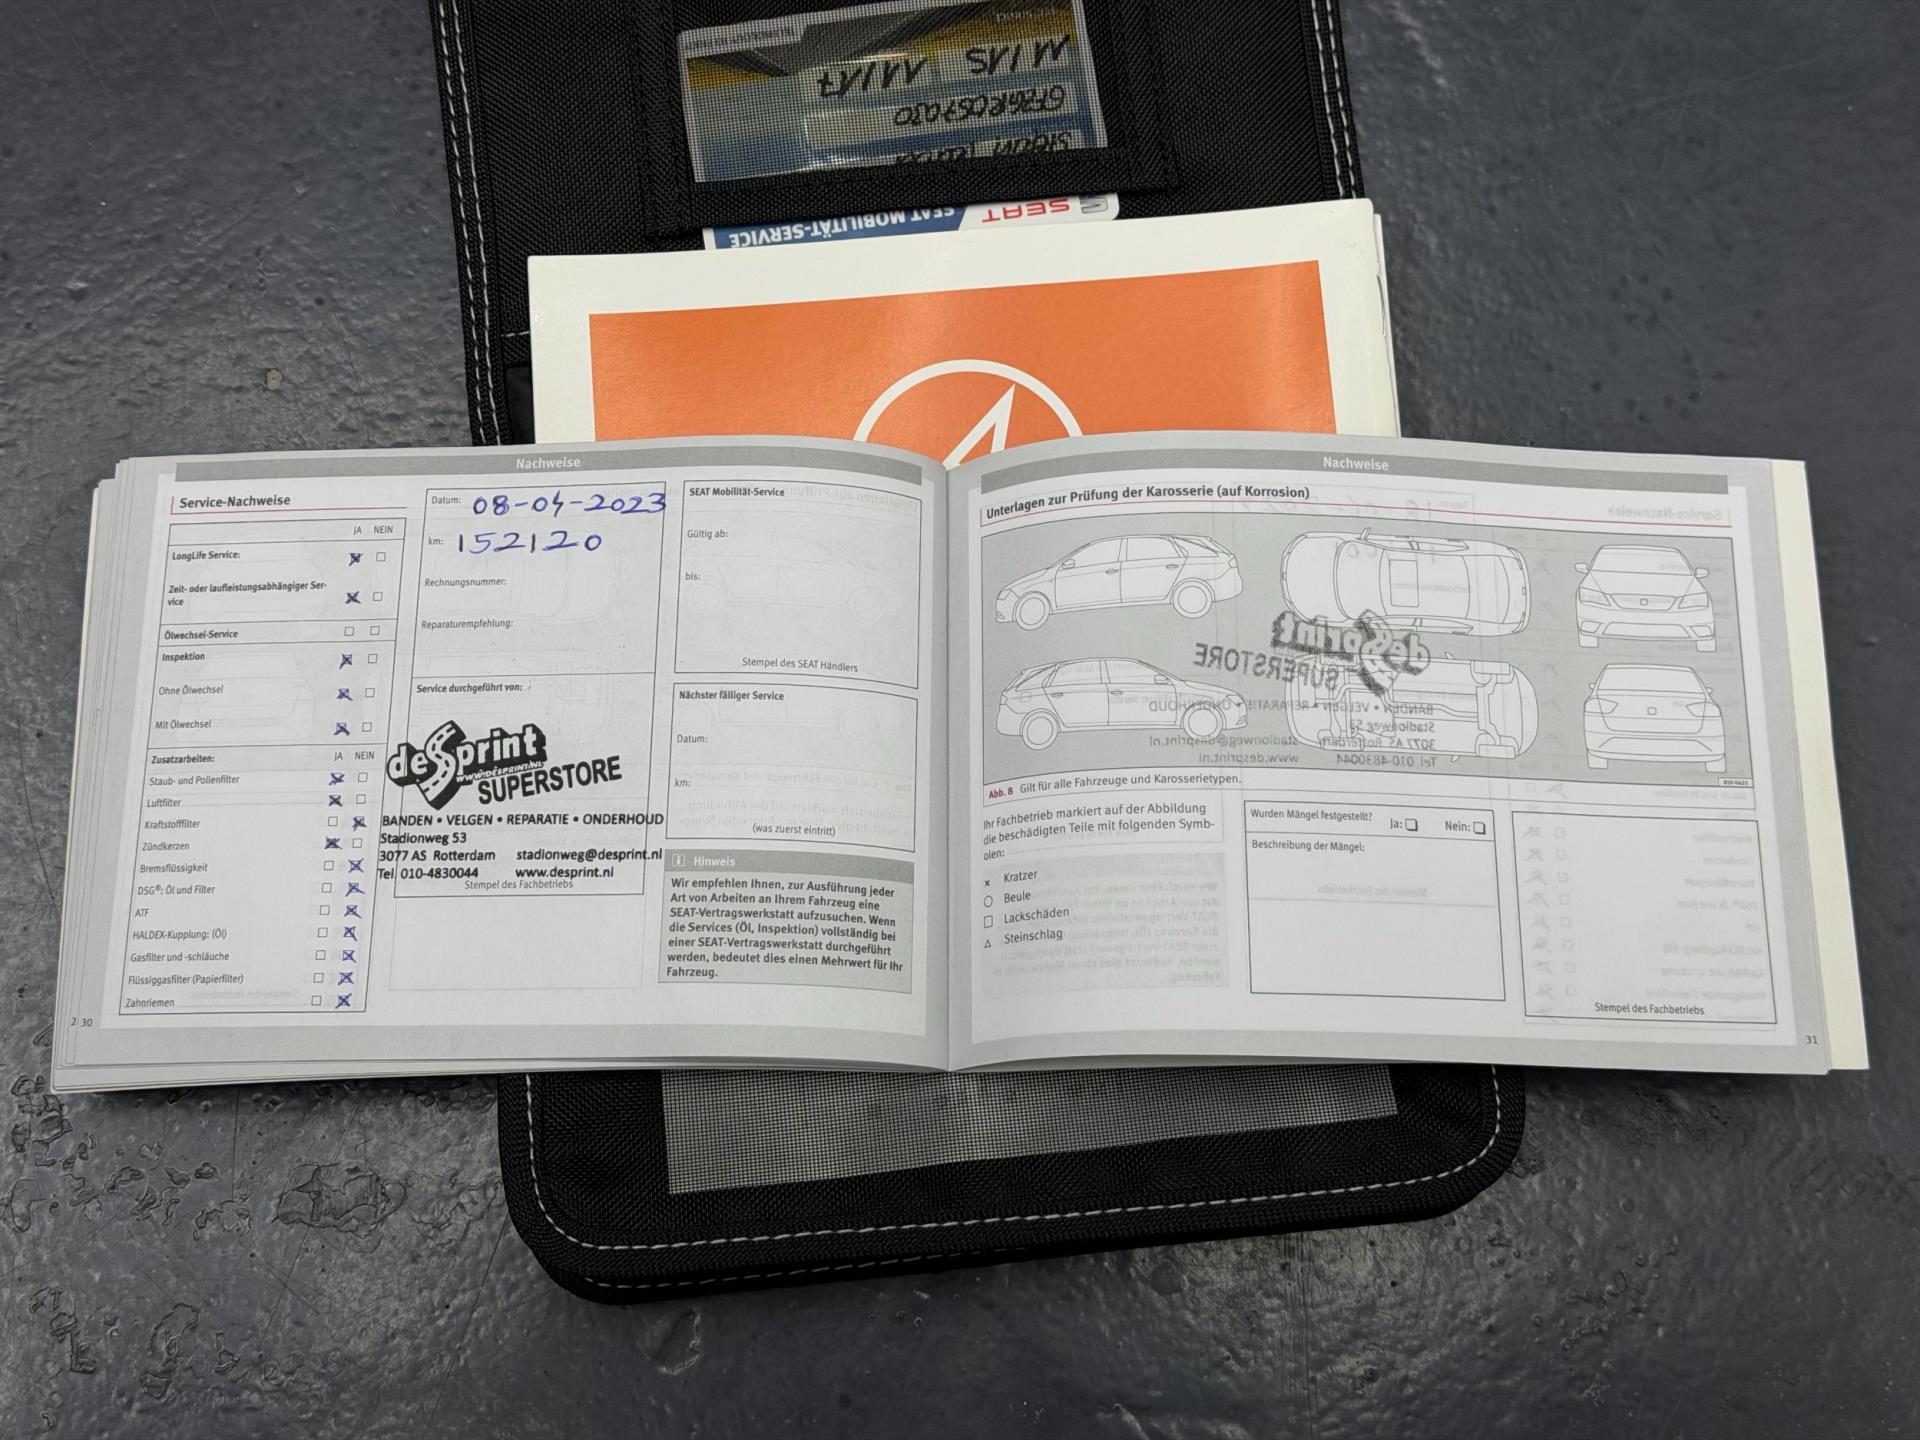 11/15 11/17
SEAT
SEAT MOBILITÄT-SERVICE
Nachweise
Service-Nachweise
JA NEIN
LongLife Service:
Zeit- oder laufleistungsabhängiger Ser-
vice
Ölwechsel-Service
Inspektion
Ohne Ölwechsel
Mit Ölwechsel
Zusatzarbeiten: JA NEIN
Staub- und Pollenfilter
Luftfilter
Kraftstofffilter
Zündkerzen
Bremsflüssigkeit
DSG®: Öl und Filter
ATF
HALDEX-Kupplung: (Öl)
Gasfilter und -schläuche
Flüssiggasfilter (Papierfilter)
Zahnriemen
2 30
Datum: 08-04-2023
km: 152120
Rechnungsnummer:
Reparaturempfehlung:
Service durchgeführt von:
deSprint
WWW.DESPRINT.NL
SUPERSTORE
BANDEN • VELGEN • REPARATIE • ONDERHOUD
Stadionweg 53
3077 AS Rotterdam stadionweg@desprint.nl
Tel. 010-4830044 www.desprint.nl
Stempel des Fachbetriebs
SEAT Mobilität-Service
Gültig ab:
bis:
Stempel des SEAT Händlers
Nächster fälliger Service
Datum:
km:
(was zuerst eintritt)
i Hinweis
Wir empfehlen Ihnen, zur Ausführung jeder
Art von Arbeiten an Ihrem Fahrzeug eine
SEAT-Vertragswerkstatt aufzusuchen. Wenn
die Services (Öl, Inspektion) vollständig bei
einer SEAT-Vertragswerkstatt durchgeführt
werden, bedeutet dies einen Mehrwert für Ihr
Fahrzeug.
Nachweise
Unterlagen zur Prüfung der Karosserie (auf Korrosion)
Abb. 8 Gilt für alle Fahrzeuge und Karosserietypen.
Ihr Fachbetrieb markiert auf der Abbildung
die beschädigten Teile mit folgenden Symb-
olen:
x Kratzer
○ Beule
□ Lackschäden
△ Steinschlag
Wurden Mängel festgestellt? Ja: Nein:
Beschreibung der Mängel:
Stempel des Fachbetriebs
31